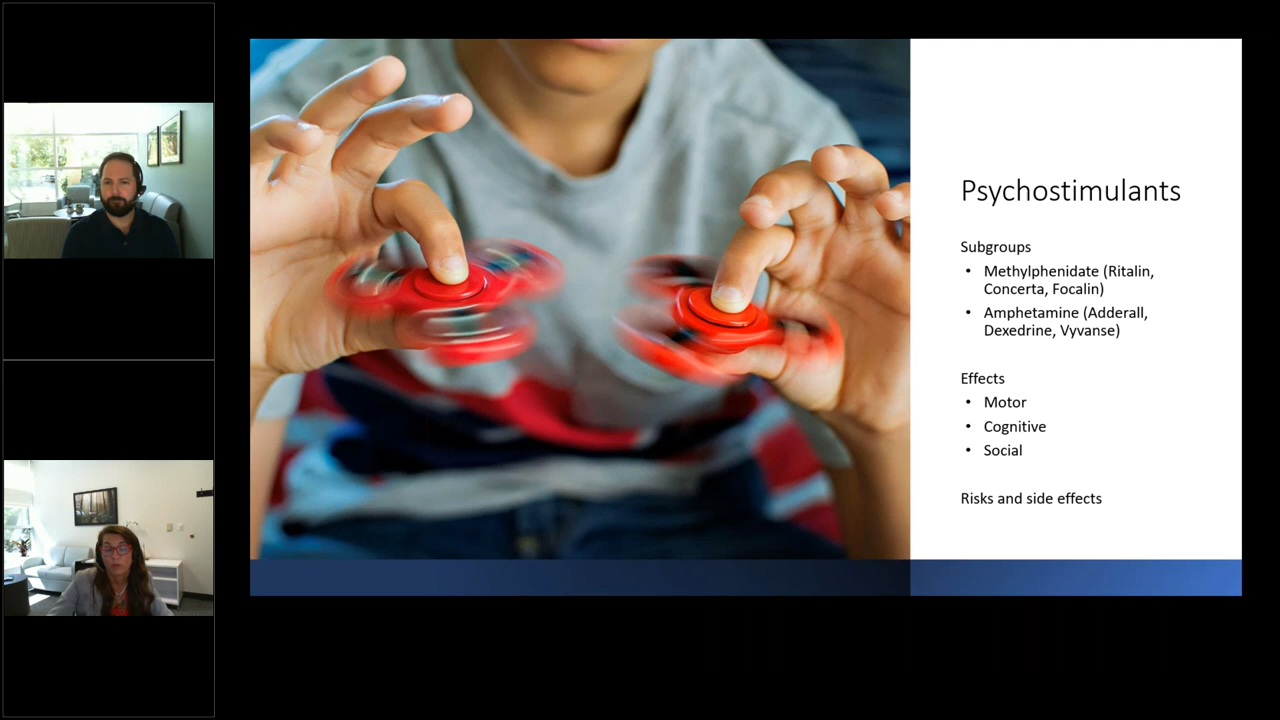 Psychostimulants
Subgroups
• Methylphenidate (Ritalin,
Concerta, Focalin)
• Amphetamine (Adderall,
Dexedrine, Vyvanse)
Effects
• Motor
• Cognitive
• Social
Risks and side effects